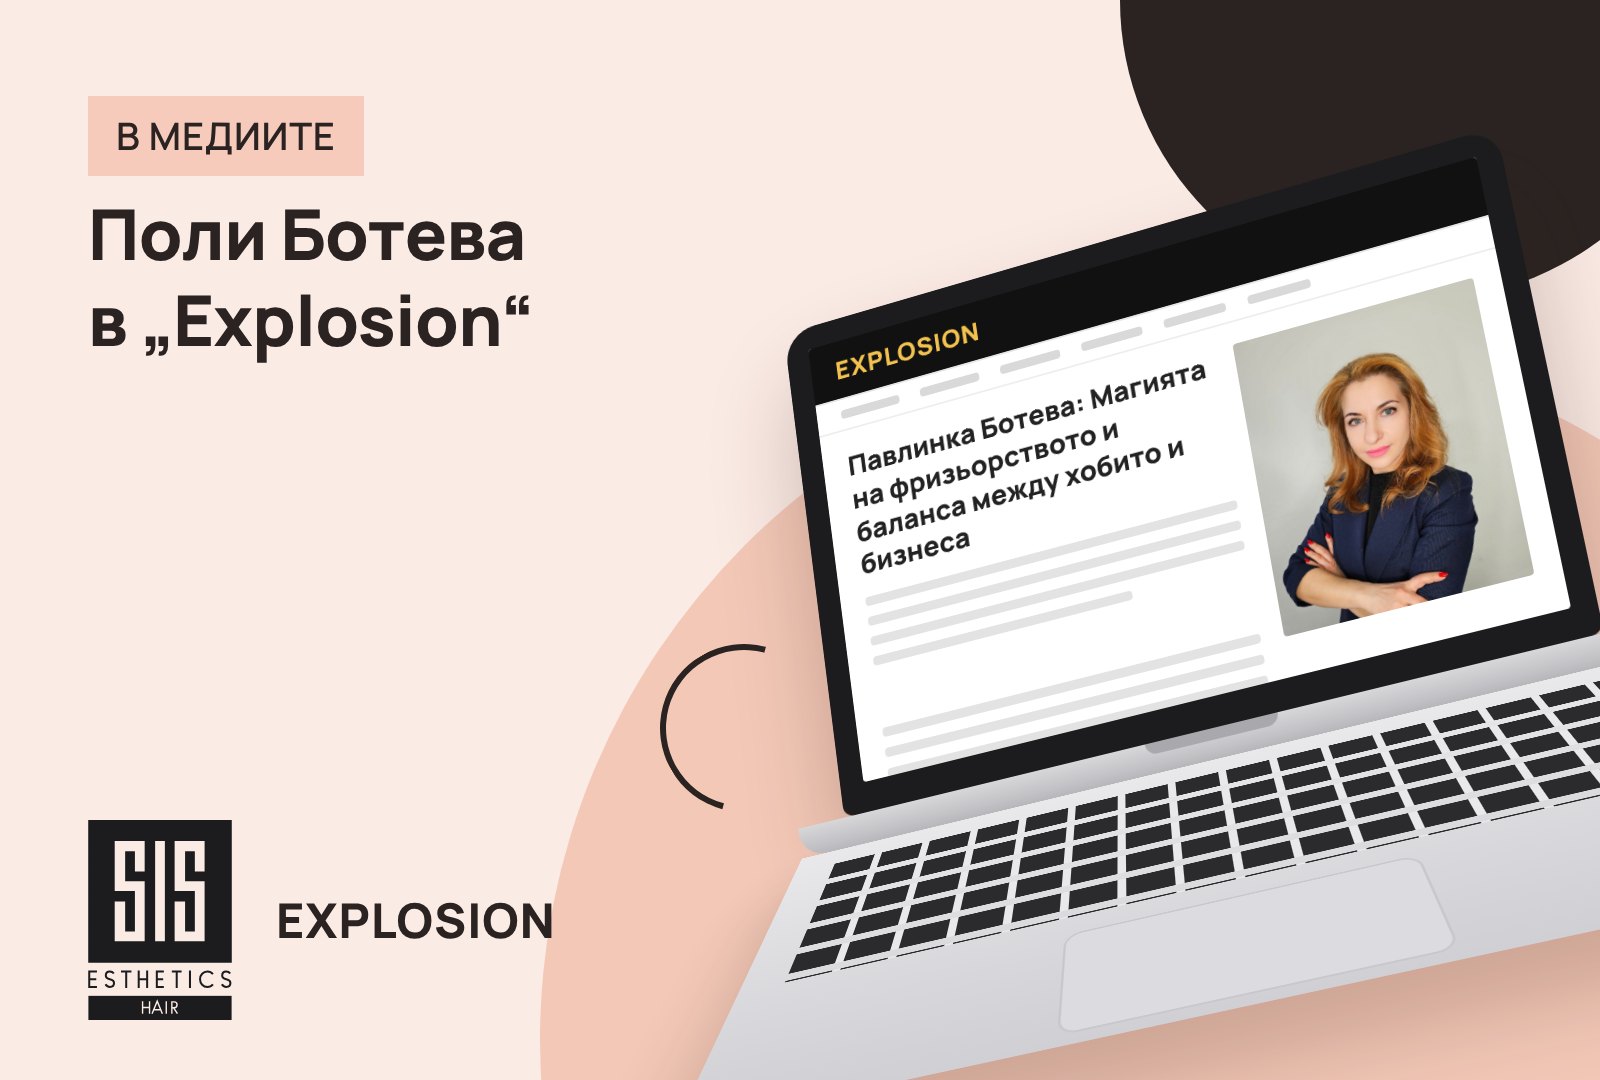 В МЕДИИТЕ
Поли Ботева
в „Explosion“
EXPLOSION
Павлинка Ботева: Магията
на фризьорството и
баланса между хобито и
бизнеса
SIS
ESTHETICS
HAIR
EXPLOSION